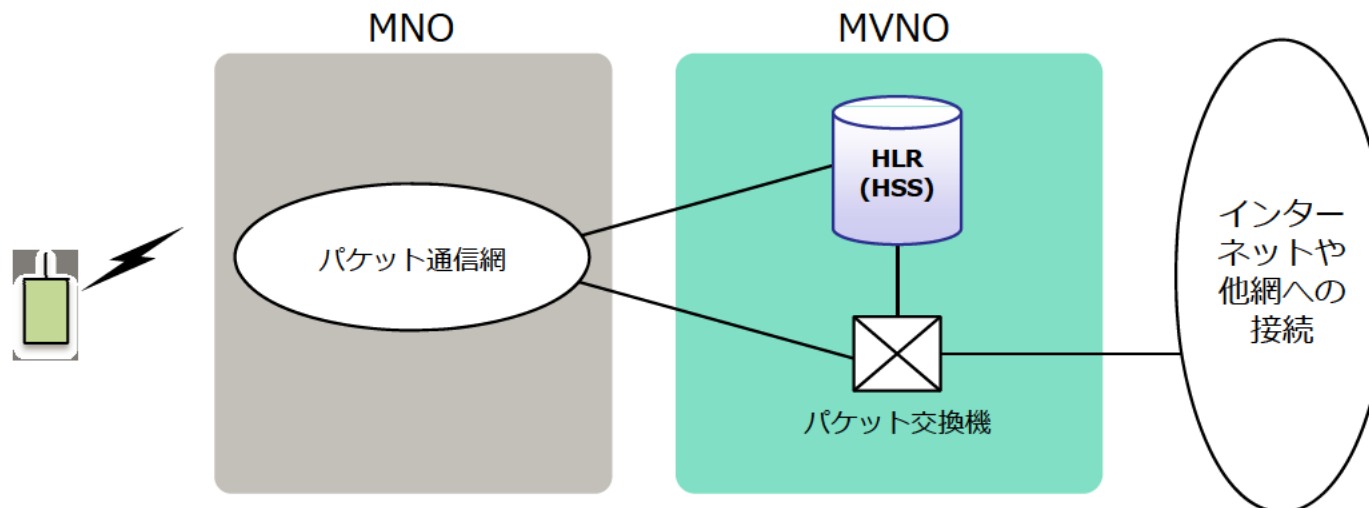 MNO
MVNO
HLR
(HSS)
パケット通信網
インター
ネットや
他網への
接続
パケット交換機